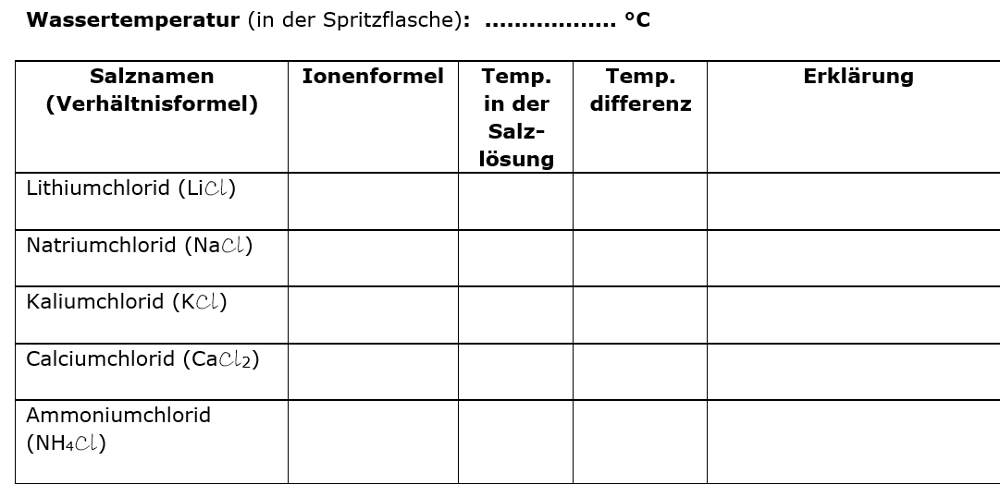 Wassertemperatur (in der Spritzflasche): .................. °C
Salznamen (Verhältnisformel) Ionenformel Temp. in der Salz-lösung Temp. differenz Erklärung
Lithiumchlorid (LiCl)
Natriumchlorid (NaCl)
Kaliumchlorid (KCl)
Calciumchlorid (CaCl₂)
Ammoniumchlorid
(NH₄Cl)